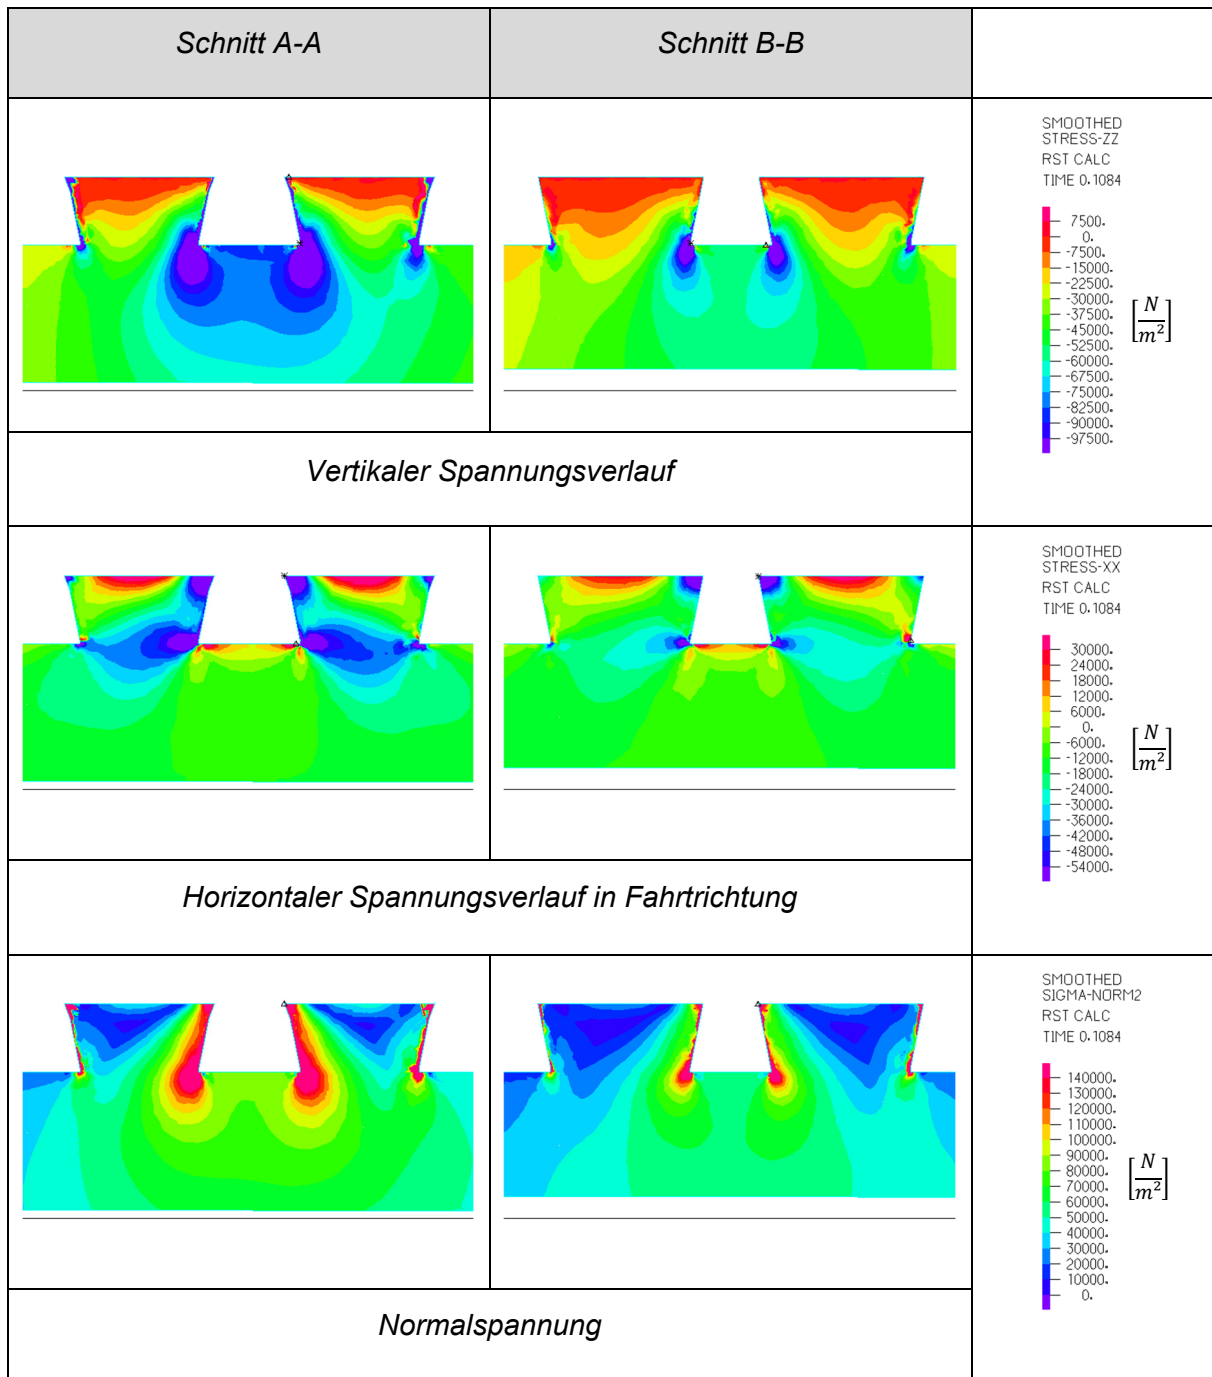 Schnitt A-A
Schnitt B-B
SMOOTHED
STRESS-ZZ
RST CALC
TIME 0.1084
7500.
0.
-7500.
-15000.
-22500.
-30000.
-37500.
-45000.
-52500.
-60000.
-67500.
-75000.
-82500.
-90000.
-97500.
[N/m²]
Vertikaler Spannungsverlauf
SMOOTHED
STRESS-XX
RST CALC
TIME 0.1084
30000.
24000.
18000.
12000.
6000.
0.
-6000.
-12000.
-18000.
-24000.
-30000.
-36000.
-42000.
-48000.
-54000.
[N/m²]
Horizontaler Spannungsverlauf in Fahrtrichtung
SMOOTHED
SIGMA-NORM2
RST CALC
TIME 0.1084
140000.
130000.
120000.
110000.
100000.
90000.
80000.
70000.
60000.
50000.
40000.
30000.
20000.
10000.
0.
[N/m²]
Normalspannung